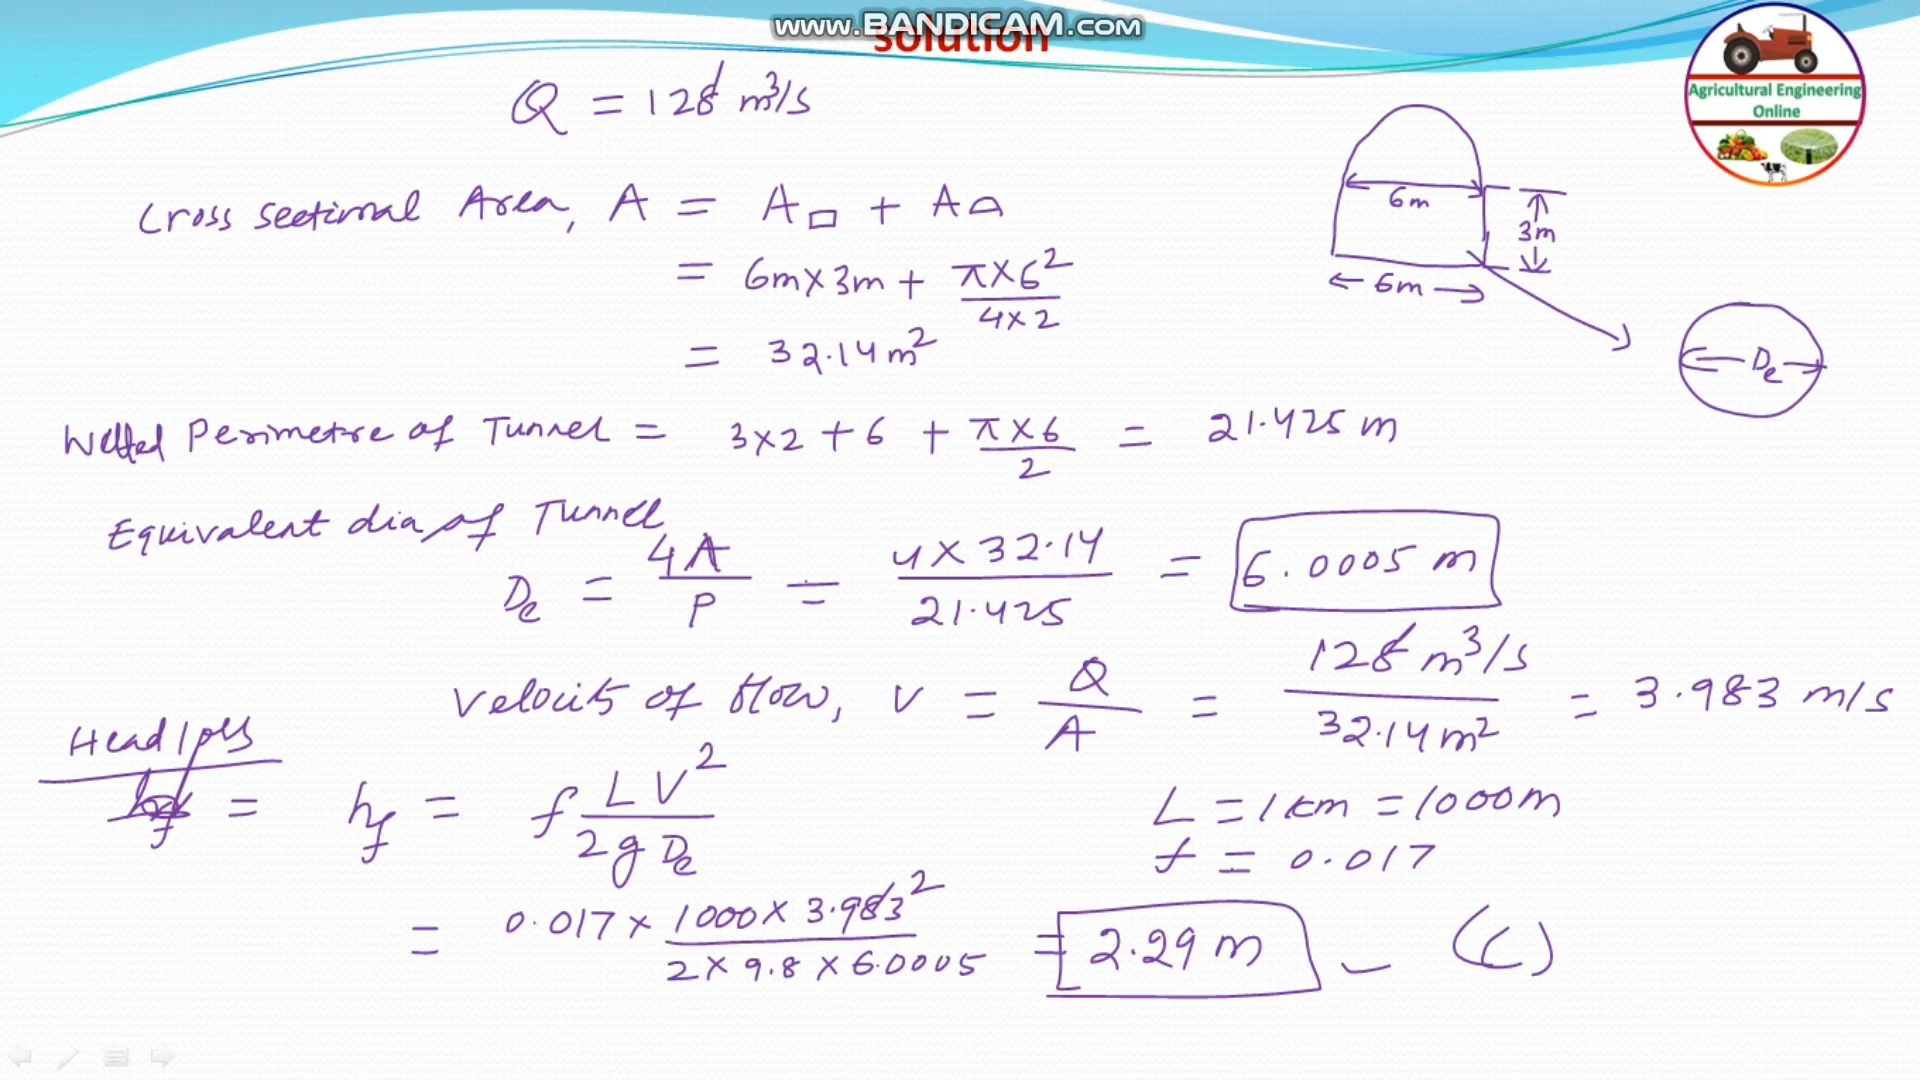 www.BANDICAM.com
solution
Agricultural Engineering
Online
Q = 128 m³/s
Cross sectional Area, A = A▭ + A⌓
= 6m×3m + π×6²/4×2
= 32.14m²
6m
3m
6m
De
Wetted Perimetre of Tunnel = 3×2 + 6 + π×6/2 = 21.425 m
Equivalent dia of Tunnel
De = 4A/P = 4×32.14/21.425 = 6.0005 m
Velocity of flow, v = Q/A = 128 m³/s/32.14m² = 3.983 m/s
Head loss
hf = hf = f LV²/2gDe
L = 1km = 1000m
f = 0.017
= 0.017 × 1000×3.983²/2×9.8×6.0005 = 2.29 m – (C)